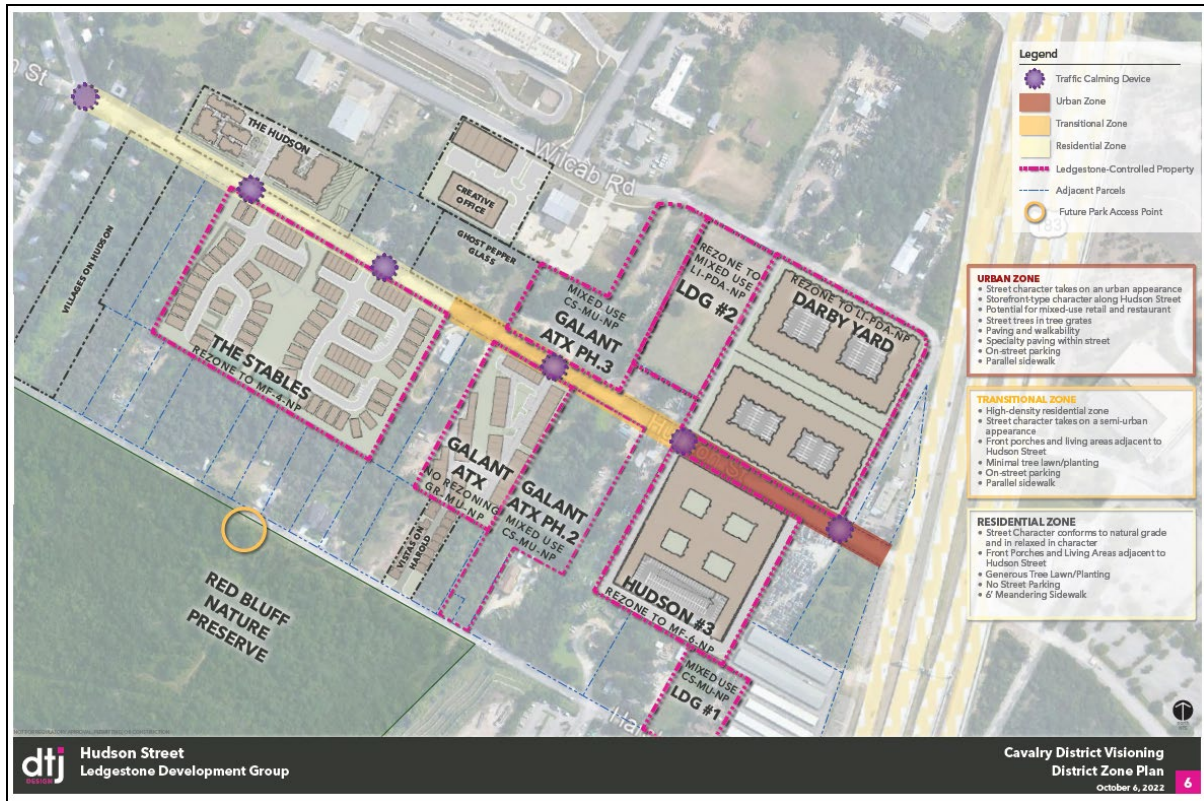 n St
THE HUDSON
Wilcab Rd
CREATIVE
OFFICE
GHOST PEPPER
GLASS
VILLAGES ON HUDSON
THE STABLES
REZONE TO MF-4-NP
MIXED USE
CS-MU-NP
GALANT
ATX PH.3
REZONE TO
MIXED USE
LI-PDA-NP
LDG #2
REZONE TO LI-PDA-NP
DARBY YARD
GALANT
ATX
NO REZONING
GR-MU-NP
GALANT
ATX PH.2
MIXED USE
CS-MU-NP
VISTAS ON
HAROLD
HUDSON #3
REZONE TO MF-6-NP
MIXED USE
CS-MU-NP
LDG #1
RED BLUFF
NATURE
PRESERVE
Legend
Traffic Calming Device
Urban Zone
Transitional Zone
Residential Zone
Ledgestone-Controlled Property
Adjacent Parcels
Future Park Access Point
183
URBAN ZONE
• Street character takes on an urban appearance
• Storefront-type character along Hudson Street
• Potential for mixed-use retail and restaurant
• Street trees in tree grates
• Paving and walkability
• Specialty paving within street
• On-street parking
• Parallel sidewalk
TRANSITIONAL ZONE
• High-density residential zone
• Street character takes on a semi-urban
appearance
• Front porches and living areas adjacent to
Hudson Street
• Minimal tree lawn/planting
• On-street parking
• Parallel sidewalk
RESIDENTIAL ZONE
• Street Character conforms to natural grade
and in relaxed in character
• Front Porches and Living Areas adjacent to
Hudson Street
• Generous Tree Lawn/Planting
• No Street Parking
• 6' Meandering Sidewalk
dtj
DESIGN
Hudson Street
Ledgestone Development Group
Cavalry District Visioning
District Zone Plan
October 6, 2022
6